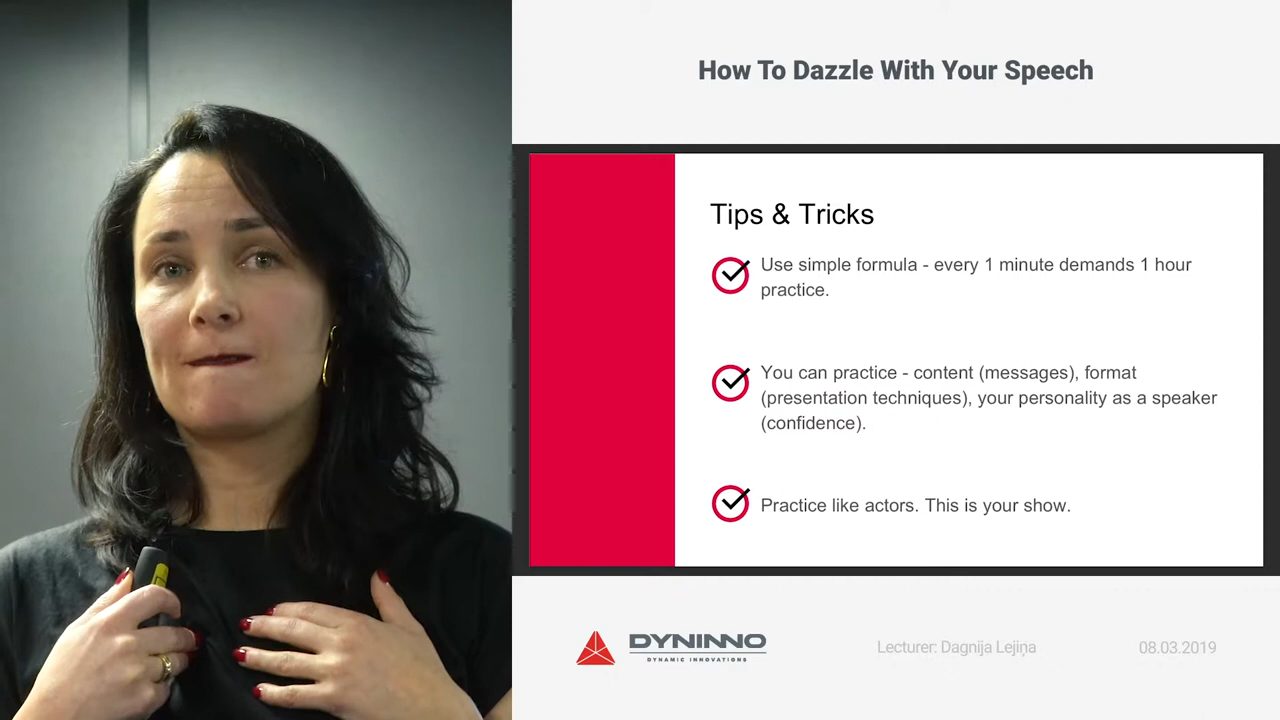 How To Dazzle With Your Speech
Tips & Tricks
Use simple formula - every 1 minute demands 1 hour
practice.
You can practice - content (messages), format
(presentation techniques), your personality as a speaker
(confidence).
Practice like actors. This is your show.
DYNINNO
DYNAMIC INNOVATIONS
Lecturer: Dagnija Lejiņa
08.03.2019